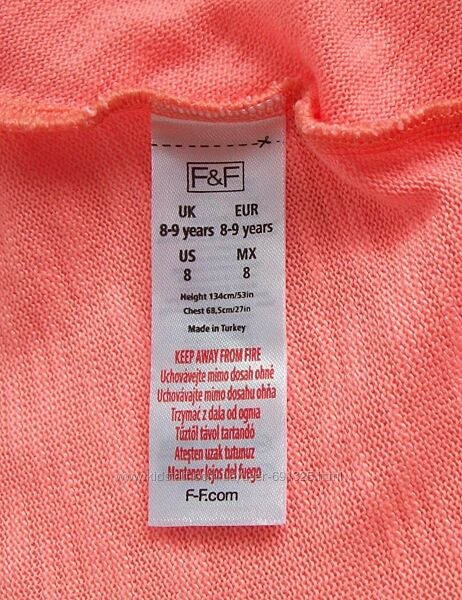 F&F
UK EUR
8-9 years 8-9 years
US MX
8 8
Height 134cm/53in
Chest 68,5cm/27in
Made in Turkey
KEEP AWAY FROM FIRE
Uchovávejte mimo dosah ohně
Uchovávajte mimo dosahu ohňa
Trzymać z dala od ognia
Tűztől távol tartandó
Ateşten uzak tutunuz
Mantener lejns del fuego
F-F.com